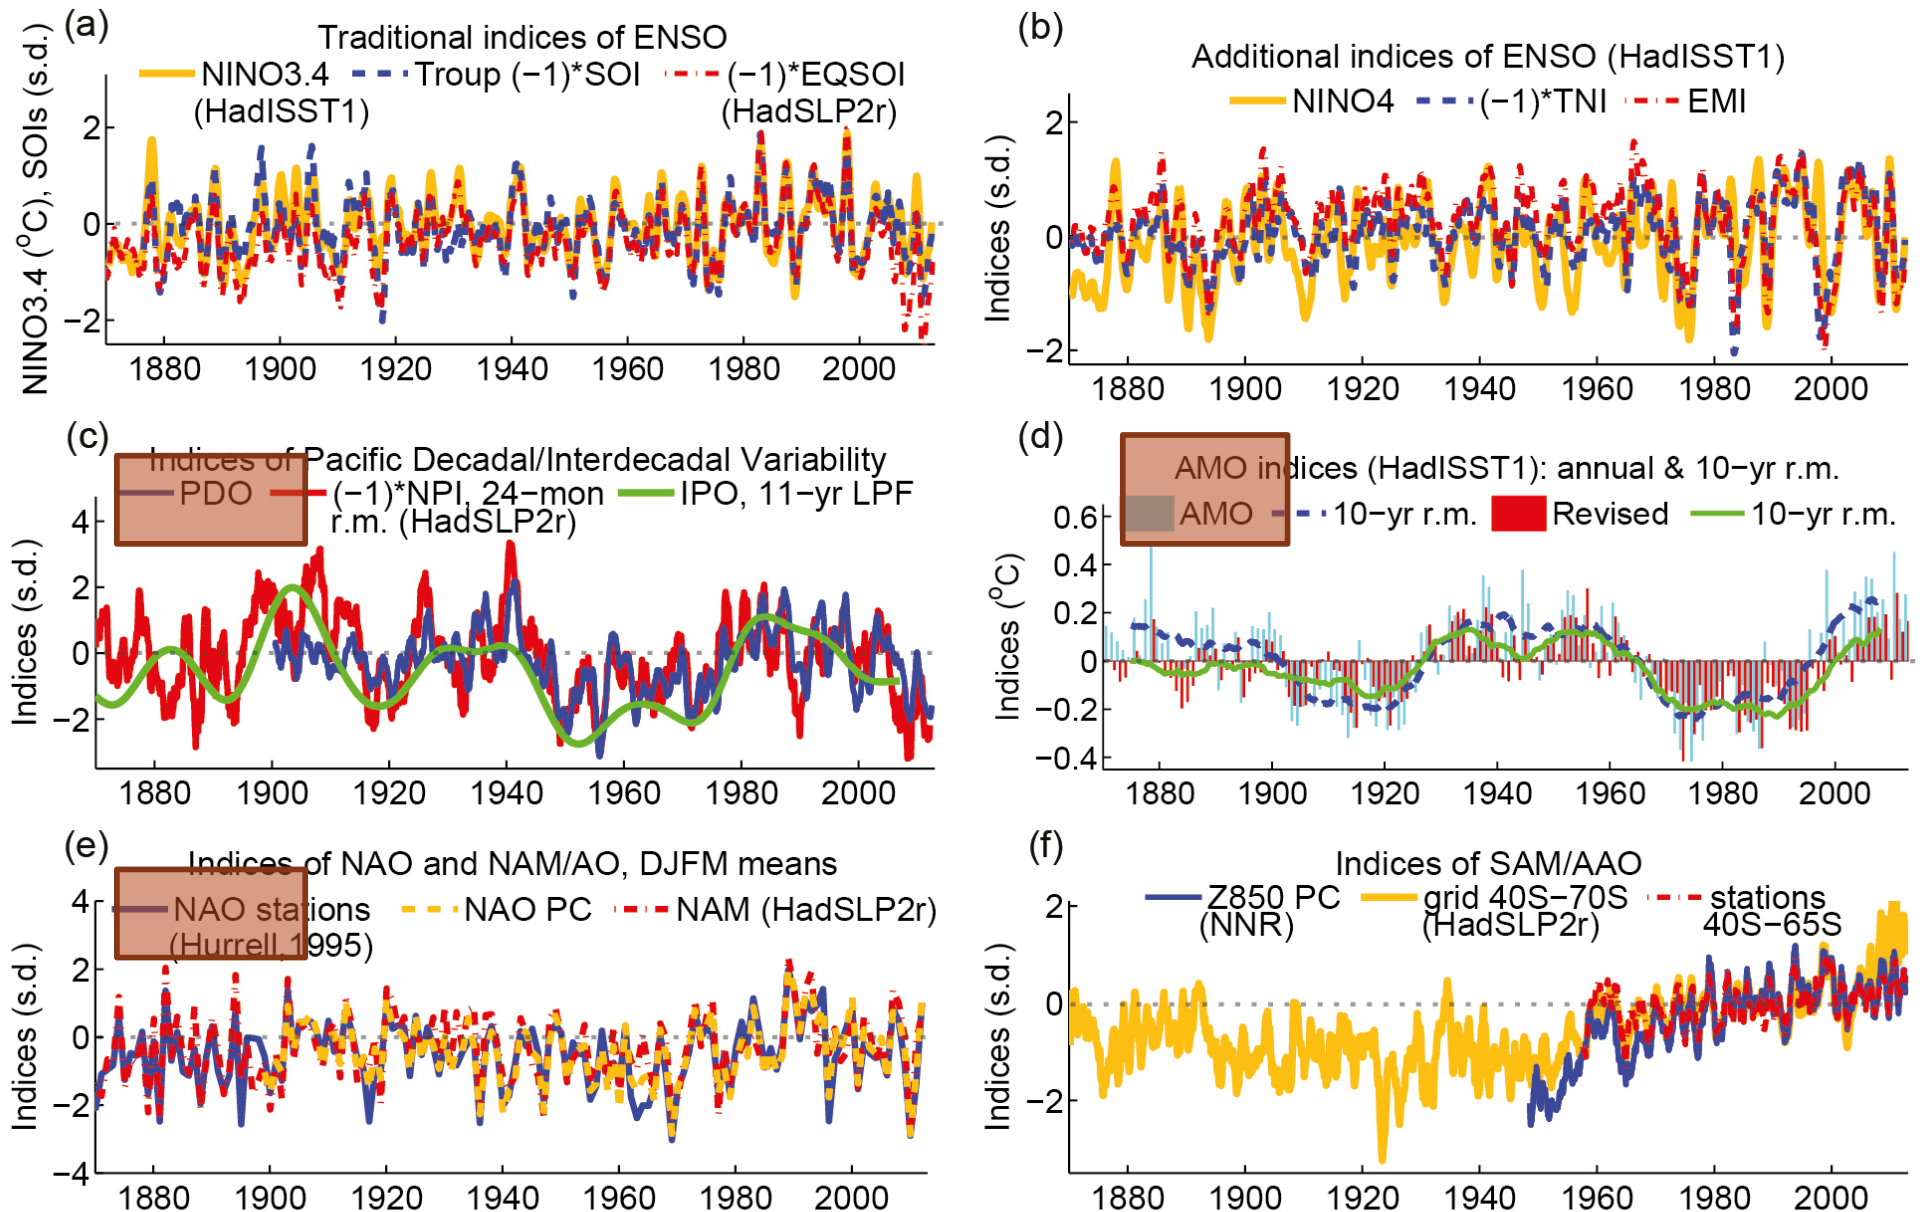 (a)
Traditional indices of ENSO
NINO3.4 Troup (−1)*SOI (−1)*EQSOI
(HadISST1) (HadSLP2r)
NINO3.4 (°C), SOIs (s.d.)
2
0
−2
1880 1900 1920 1940 1960 1980 2000
(b)
Additional indices of ENSO (HadISST1)
NINO4 (−1)*TNI EMI
Indices (s.d.)
2
0
−2
1880 1900 1920 1940 1960 1980 2000
(c)
Indices of Pacific Decadal/Interdecadal Variability
PDO (−1)*NPI, 24−mon IPO, 11−yr LPF
r.m. (HadSLP2r)
Indices (s.d.)
4
2
0
−2
1880 1900 1920 1940 1960 1980 2000
(d)
AMO indices (HadISST1): annual & 10−yr r.m.
AMO 10−yr r.m. Revised 10−yr r.m.
Indices (°C)
0.6
0.4
0.2
0
−0.2
−0.4
1880 1900 1920 1940 1960 1980 2000
(e)
Indices of NAO and NAM/AO, DJFM means
NAO stations NAO PC NAM (HadSLP2r)
(Hurrell,1995)
Indices (s.d.)
4
2
0
−2
−4
1880 1900 1920 1940 1960 1980 2000
(f)
Indices of SAM/AAO
Z850 PC grid 40S−70S stations
(NNR) (HadSLP2r) 40S−65S
Indices (s.d.)
2
0
−2
1880 1900 1920 1940 1960 1980 2000